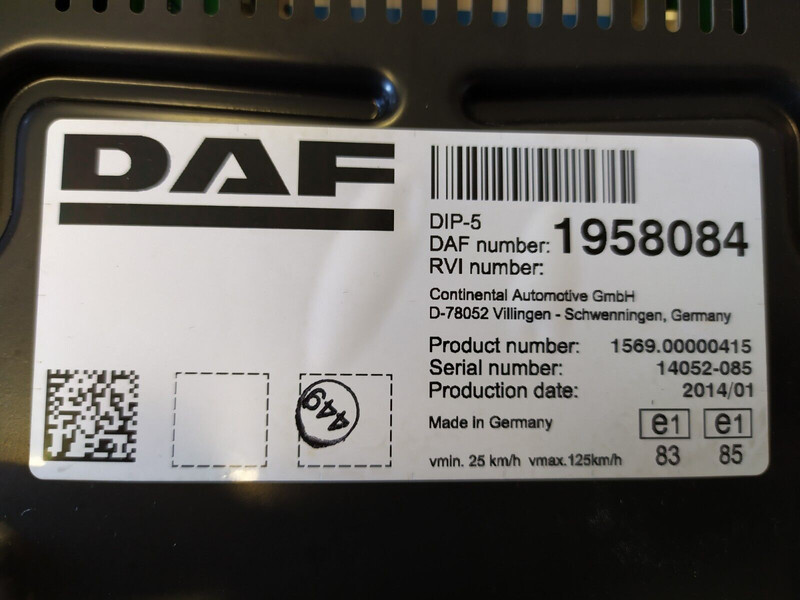 DAF
DIP-5
DAF number: 1958084
RVI number:
Continental Automotive GmbH
D-78052 Villingen - Schwenningen, Germany
Product number: 1569.00000415
Serial number: 14052-085
Production date: 2014/01
Made in Germany e1 e1
vmin. 25 km/h vmax.125km/h 83 85
449